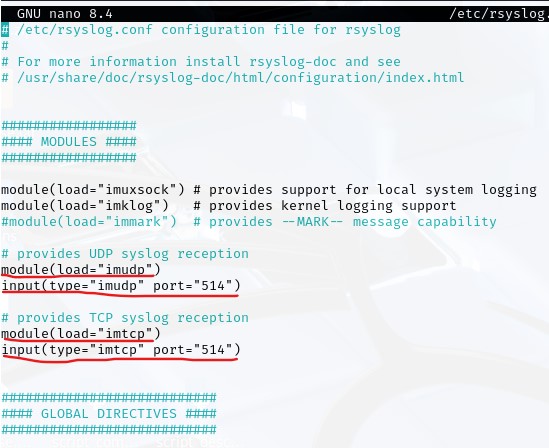 GNU nano 8.4 /etc/rsyslog.
# /etc/rsyslog.conf configuration file for rsyslog
#
# For more information install rsyslog-doc and see
# /usr/share/doc/rsyslog-doc/html/configuration/index.html
#################
#### MODULES ####
#################
module(load="imuxsock") # provides support for local system logging
module(load="imklog")   # provides kernel logging support
#module(load="immark")  # provides --MARK-- message capability
# provides UDP syslog reception
module(load="imudp")
input(type="imudp" port="514")
# provides TCP syslog reception
module(load="imtcp")
input(type="imtcp" port="514")
###########################
#### GLOBAL DIRECTIVES ####
###########################